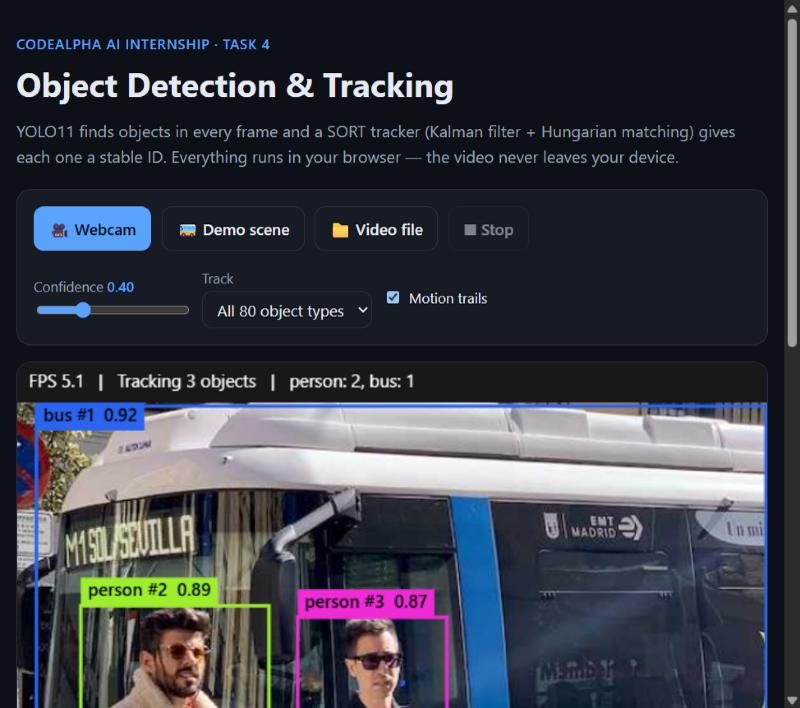 CODEALPHA AI INTERNSHIP · TASK 4
Object Detection & Tracking
YOLO11 finds objects in every frame and a SORT tracker (Kalman filter + Hungarian matching) gives
each one a stable ID. Everything runs in your browser — the video never leaves your device.
Webcam
Demo scene
Video file
Stop
Confidence 0.40
Track
All 80 object types
Motion trails
FPS 5.1 | Tracking 3 objects | person: 2, bus: 1
bus #1 0.92
M1 SOL/SEVILLA
EMT
MADRID
Un mi
person #2 0.89
person #3 0.87